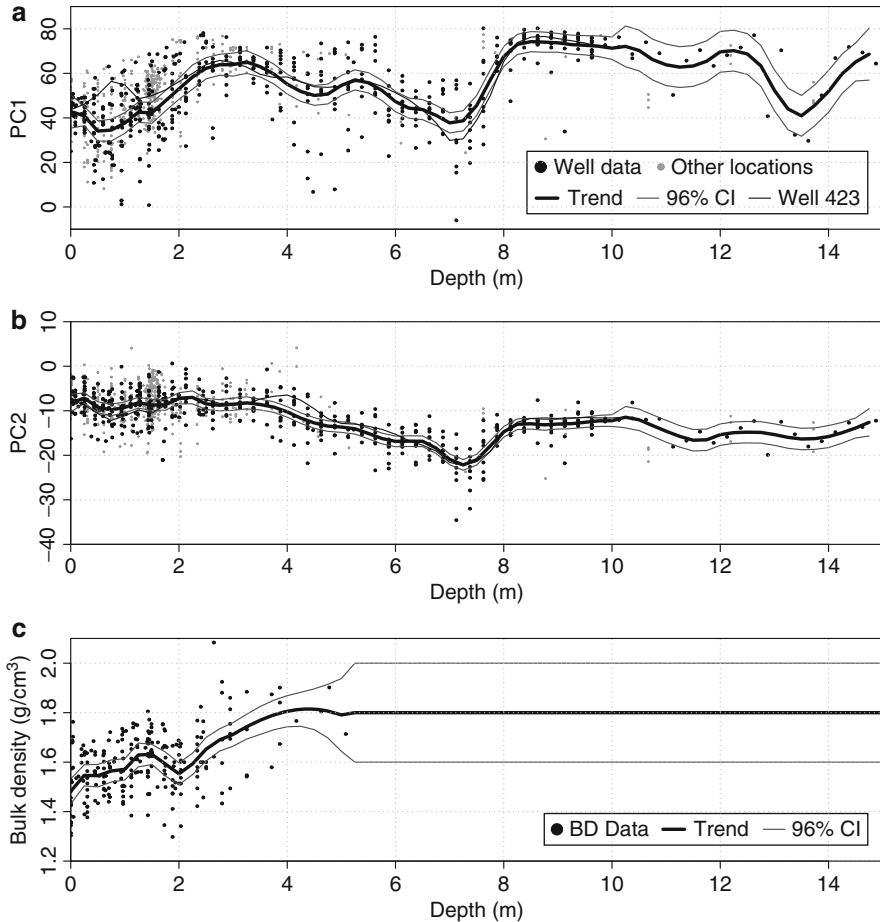 a
80
60
40
20
0
PC1
0 2 4 6 8 10 12 14
Depth (m)
Well data Other locations
Trend 96% CI Well 423
b
10
0
−10
−20
−30
−40
PC2
0 2 4 6 8 10 12 14
Depth (m)
c
2.0
1.8
1.6
1.4
1.2
Bulk density (g/cm³)
0 2 4 6 8 10 12 14
Depth (m)
BD Data Trend 96% CI